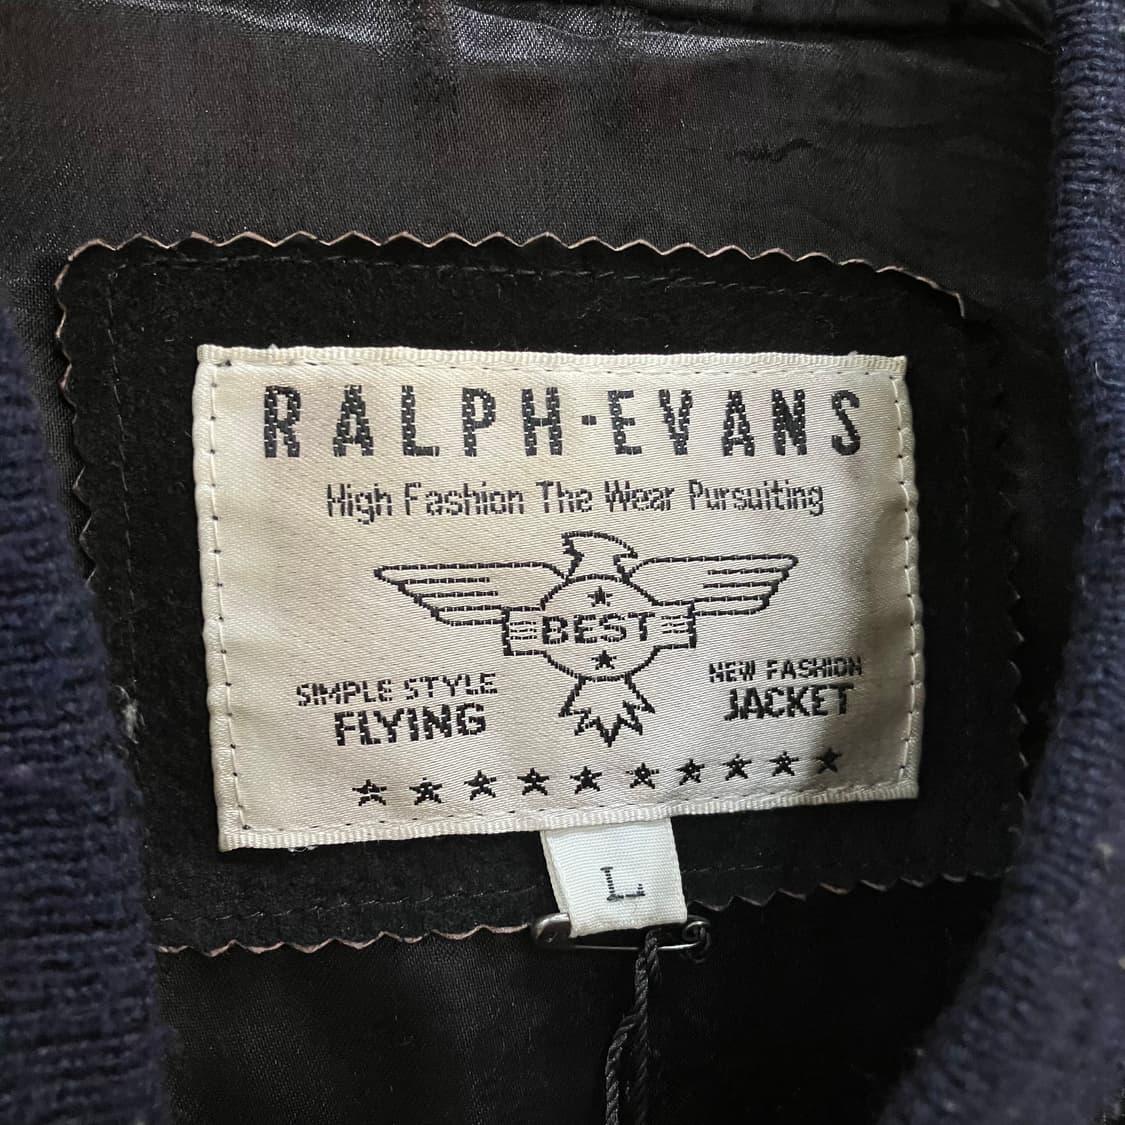 RALPH-EVANS
High Fashion The Wear Pursuiting
BEST
SIMPLE STYLE
FLYING
NEW FASHION
JACKET
L